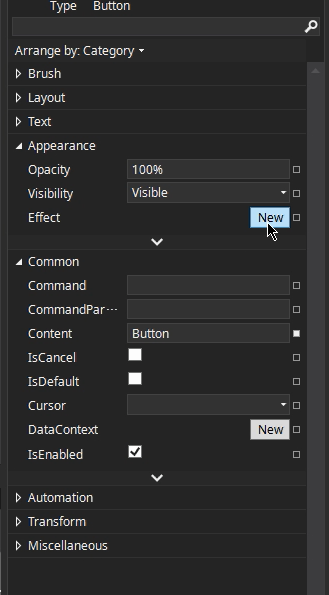 Type Button
Arrange by: Category
Brush
Layout
Text
Appearance
Opacity 100%
Visibility Visible
Effect New
Common
Command
CommandPar···
Content Button
IsCancel
IsDefault
Cursor
DataContext New
IsEnabled
Automation
Transform
Miscellaneous